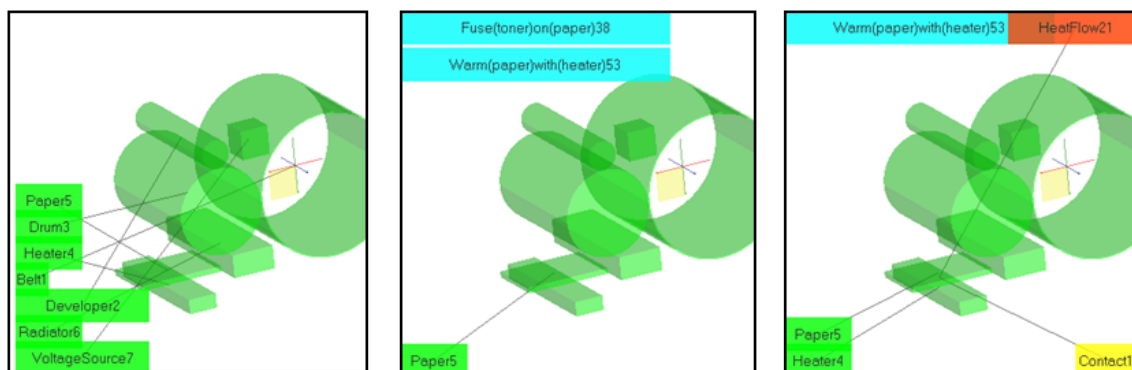 Paper5
Drum3
Heater4
Belt1
Developer2
Radiator6
VoltageSource7
Fuse(toner)on(paper)38
Warm(paper)with(heater)53
Paper5
Warm(paper)with(heater)53
HeatFlow21
Paper5
Heater4
Contact1